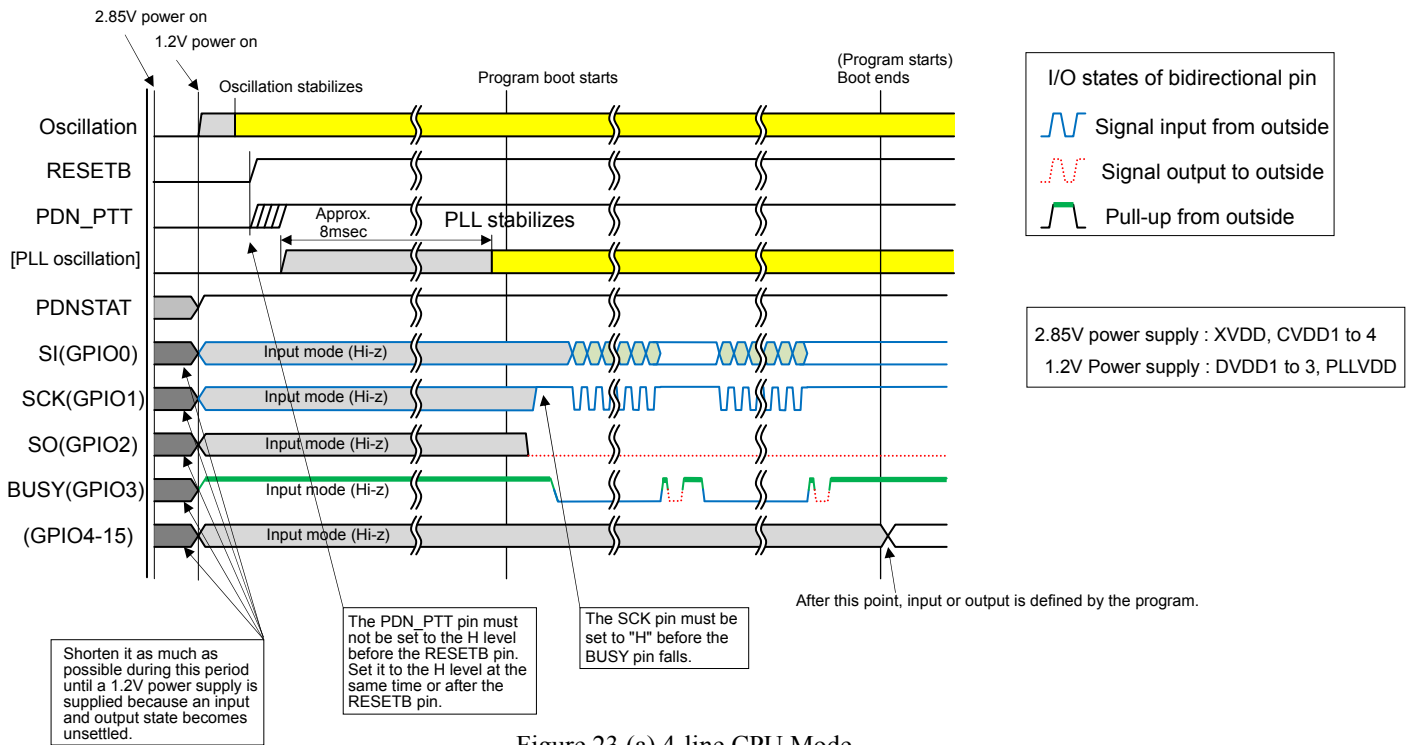 2.85V power on
1.2V power on
Oscillation stabilizes
Program boot starts
(Program starts)
Boot ends
Oscillation
RESETB
PDN_PTT
Approx.
8msec
PLL stabilizes
[PLL oscillation]
PDNSTAT
SI(GPIO0)
Input mode (Hi-z)
SCK(GPIO1)
Input mode (Hi-z)
SO(GPIO2)
Input mode (Hi-z)
BUSY(GPIO3)
Input mode (Hi-z)
(GPIO4-15)
Input mode (Hi-z)
I/O states of bidirectional pin
Signal input from outside
Signal output to outside
Pull-up from outside
2.85V power supply : XVDD, CVDD1 to 4
1.2V Power supply : DVDD1 to 3, PLLVDD
After this point, input or output is defined by the program.
The PDN_PTT pin must
not be set to the H level
before the RESETB pin.
Set it to the H level at the
same time or after the
RESETB pin.
The SCK pin must be
set to "H" before the
BUSY pin falls.
Shorten it as much as
possible during this period
until a 1.2V power supply is
supplied because an input
and output state becomes
unsettled.
Figure 23 (a) 4-line CPU Mode